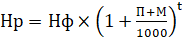 Нр = Нф × (1 + П+М/1000)^t